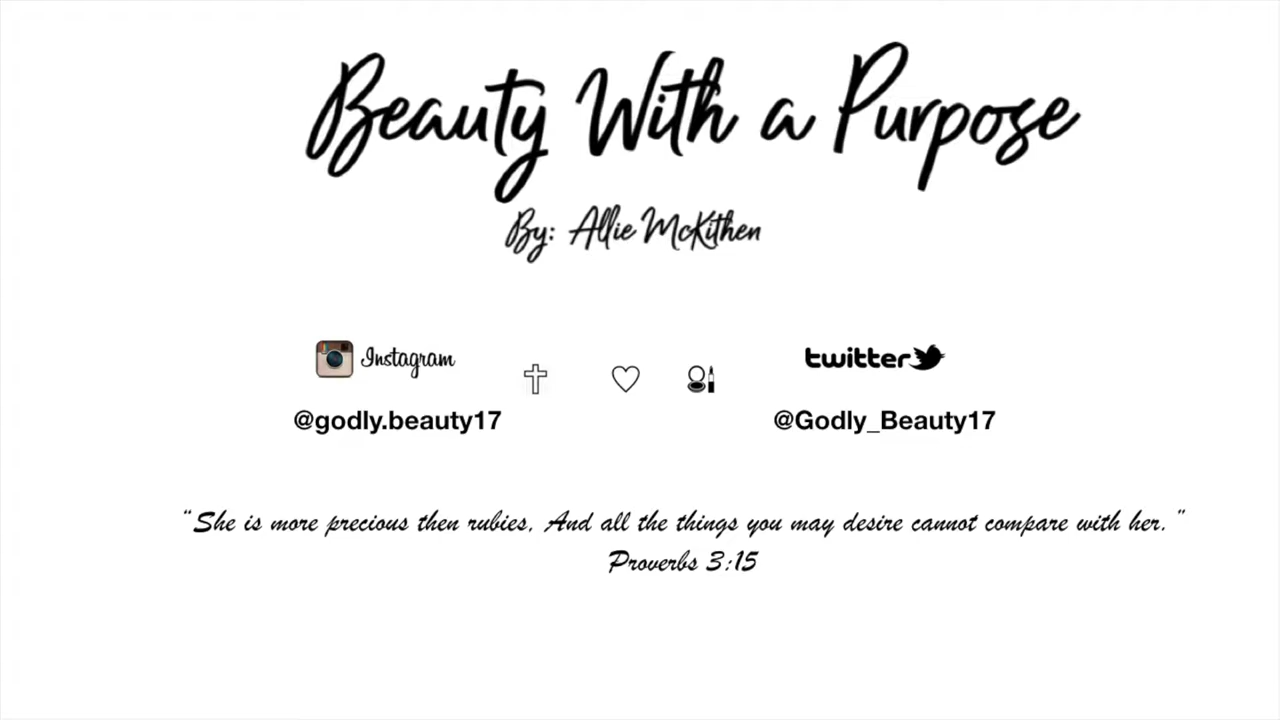 Beauty With a Purpose
By: Allie McKithen
Instagram
twitter
@godly.beauty17
@Godly_Beauty17
"She is more precious then rubies, And all the things you may desire cannot compare with her. "
Proverbs 3:15